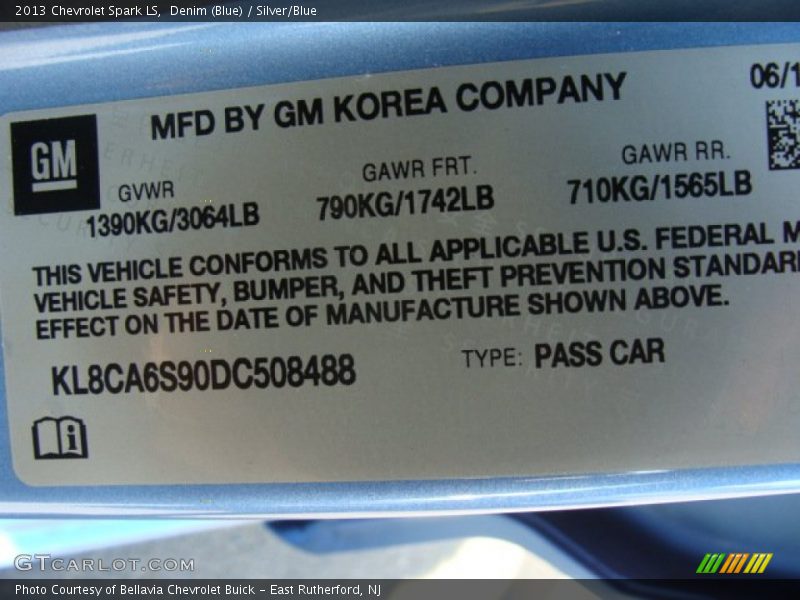 2013 Chevrolet Spark LS, Denim (Blue) / Silver/Blue
MFD BY GM KOREA COMPANY
06/1
GM
GVWR
1390KG/3064LB
GAWR FRT.
790KG/1742LB
GAWR RR.
710KG/1565LB
THIS VEHICLE CONFORMS TO ALL APPLICABLE U.S. FEDERAL M
VEHICLE SAFETY, BUMPER, AND THEFT PREVENTION STANDAR
EFFECT ON THE DATE OF MANUFACTURE SHOWN ABOVE.
KL8CA6S90DC508488
TYPE: PASS CAR
GTCARLOT.COM
Photo Courtesy of Bellavia Chevrolet Buick - East Rutherford, NJ